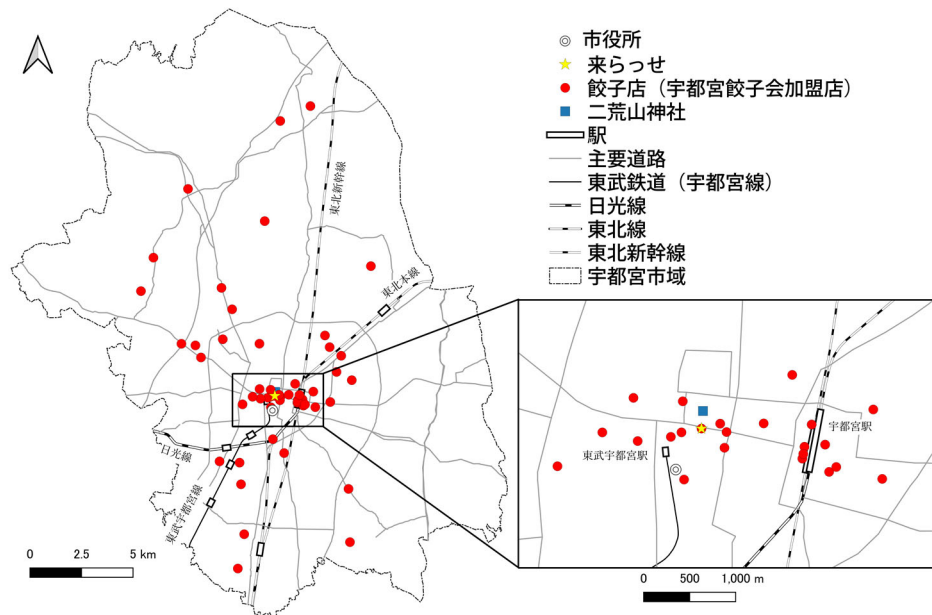 市役所
来らっせ
餃子店（宇都宮餃子会加盟店）
二荒山神社
駅
主要道路
東武鉄道（宇都宮線）
日光線
東北線
東北新幹線
宇都宮市域
東北新幹線
東北本線
日光線
東武宇都宮線
0 2.5 5 km
宇都宮駅
東武宇都宮駅
0 500 1,000 m